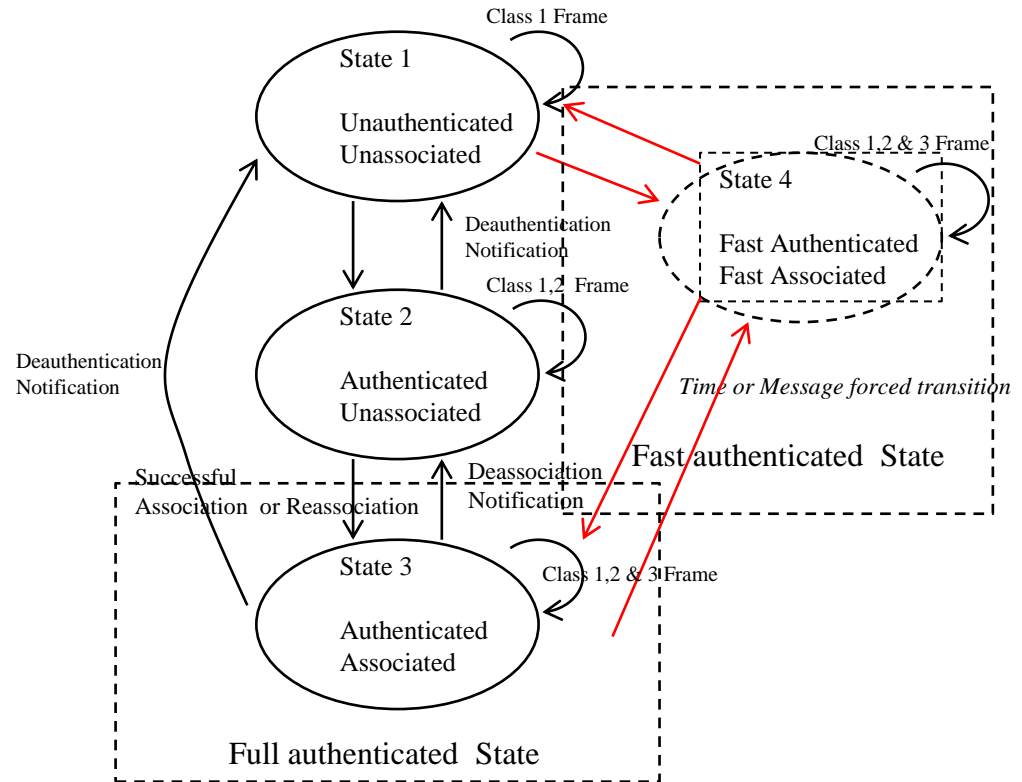 Class 1 Frame
State 1
Unauthenticated
Unassociated
Class 1,2 & 3 Frame
State 4
Fast Authenticated
Fast Associated
Deauthentication
Notification
Class 1,2 Frame
State 2
Authenticated
Unassociated
Deauthentication
Notification
Time or Message forced transition
Fast authenticated State
Successful
Association or Reassociation
Deassociation
Notification
State 3
Class 1,2 & 3 Frame
Authenticated
Associated
Full authenticated State